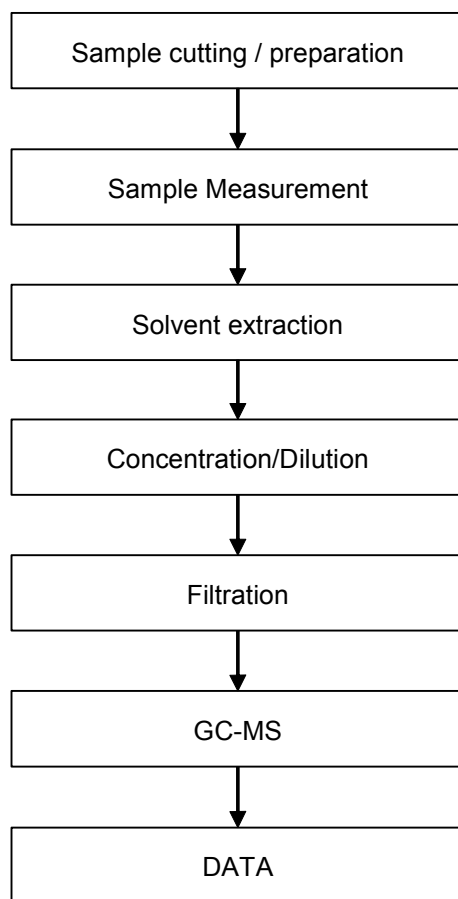 Sample cutting / preparation
Sample Measurement
Solvent extraction
Concentration/Dilution
Filtration
GC-MS
DATA